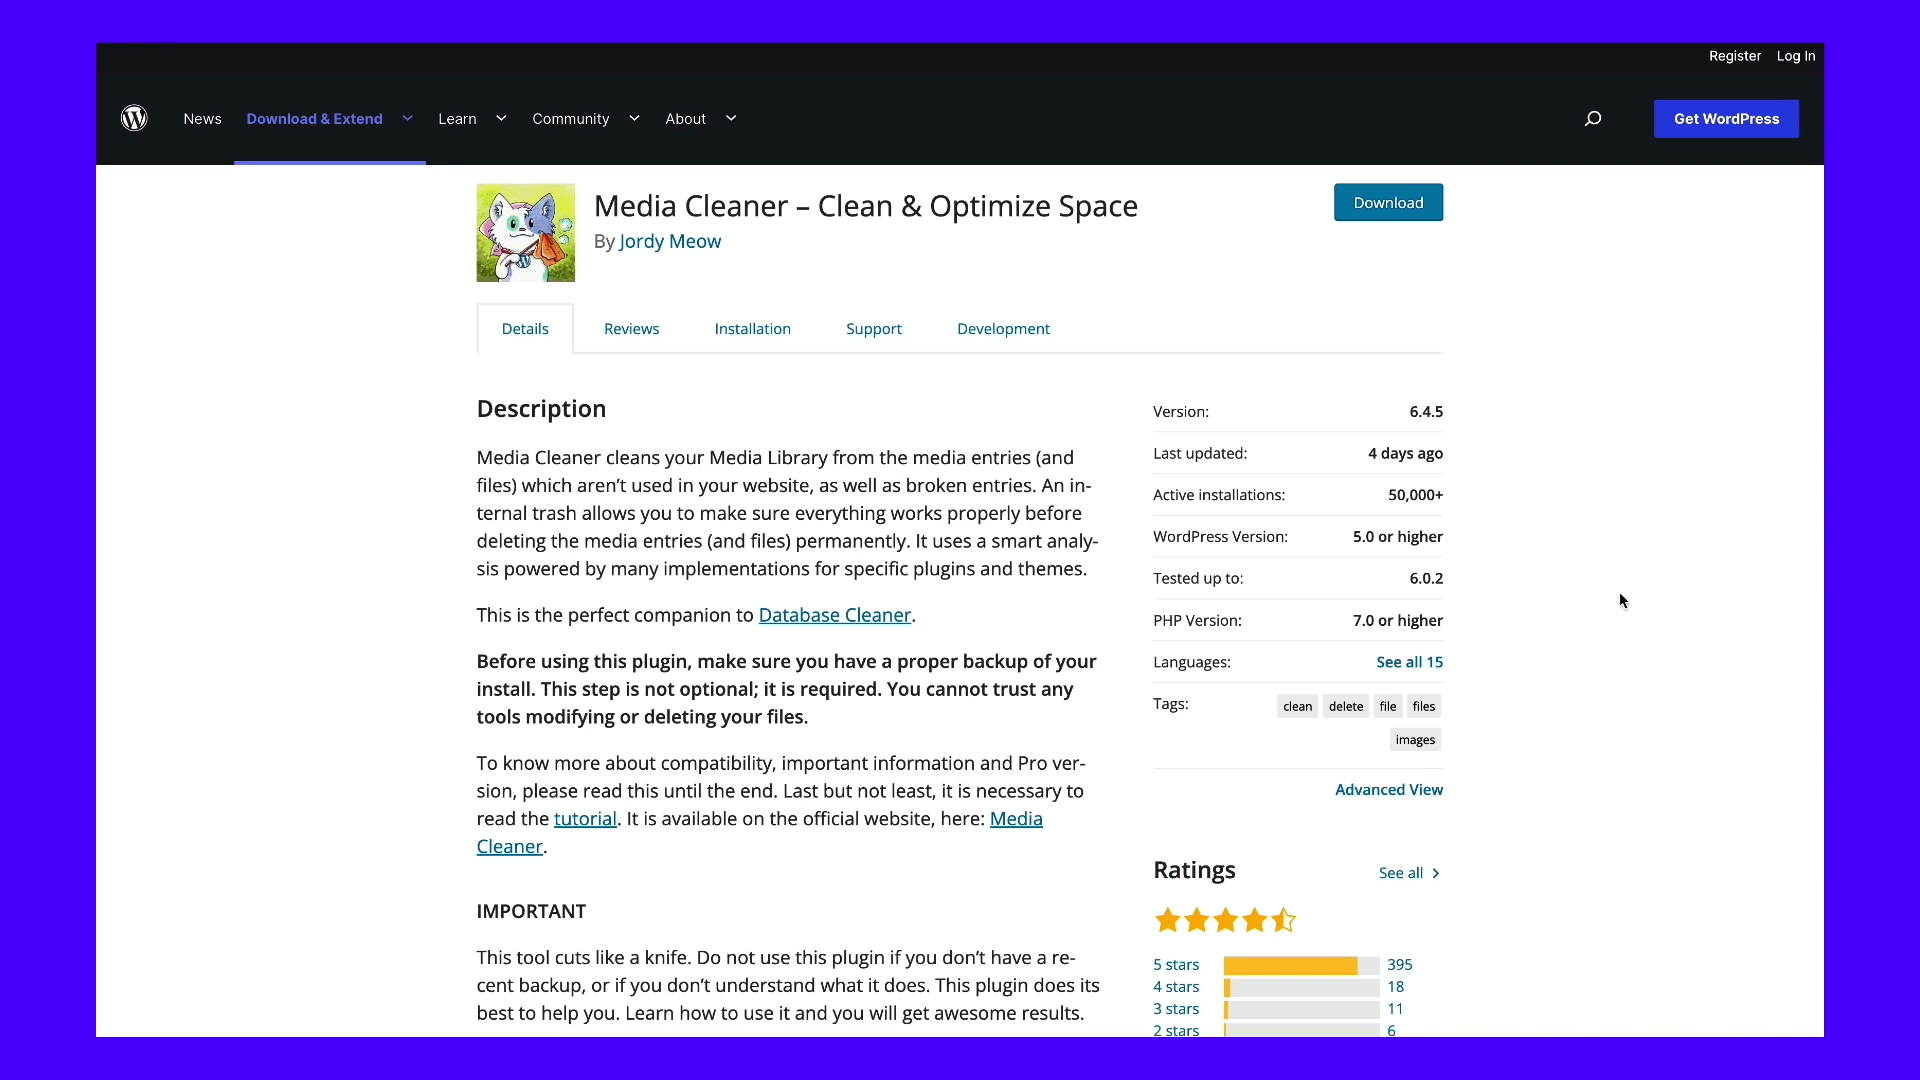 Register Log In
News Download & Extend Learn Community About Get WordPress
Media Cleaner – Clean & Optimize Space
By Jordy Meow
Download
Details Reviews Installation Support Development
Description
Media Cleaner cleans your Media Library from the media entries (and
files) which aren’t used in your website, as well as broken entries. An in-
ternal trash allows you to make sure everything works properly before
deleting the media entries (and files) permanently. It uses a smart analy-
sis powered by many implementations for specific plugins and themes.
This is the perfect companion to Database Cleaner.
Before using this plugin, make sure you have a proper backup of your
install. This step is not optional; it is required. You cannot trust any
tools modifying or deleting your files.
To know more about compatibility, important information and Pro ver-
sion, please read this until the end. Last but not least, it is necessary to
read the tutorial. It is available on the official website, here: Media
Cleaner.
IMPORTANT
This tool cuts like a knife. Do not use this plugin if you don’t have a re-
cent backup, or if you don’t understand what it does. This plugin does its
best to help you. Learn how to use it and you will get awesome results.
Version: 6.4.5
Last updated: 4 days ago
Active installations: 50,000+
WordPress Version: 5.0 or higher
Tested up to: 6.0.2
PHP Version: 7.0 or higher
Languages: See all 15
Tags: clean delete file files
images
Advanced View
Ratings See all
5 stars 395
4 stars 18
3 stars 11
2 stars 6